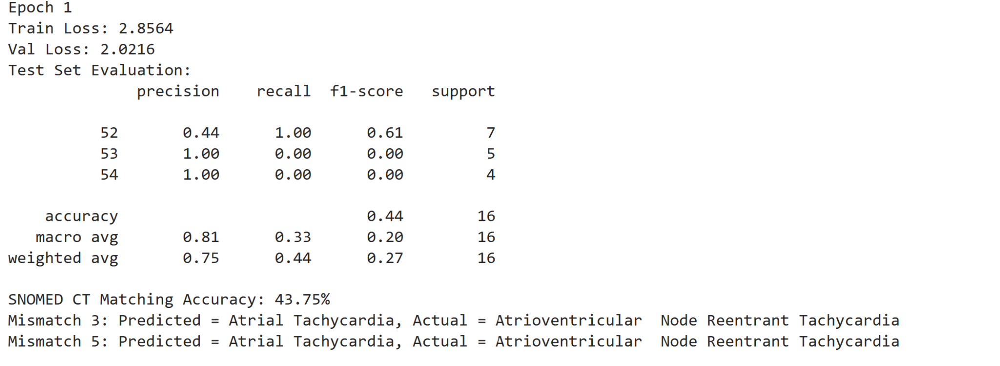 Epoch 1
Train Loss: 2.8564
Val Loss: 2.0216
Test Set Evaluation:
              precision    recall  f1-score   support

          52       0.44      1.00      0.61         7
          53       1.00      0.00      0.00         5
          54       1.00      0.00      0.00         4

    accuracy                           0.44        16
   macro avg       0.81      0.33      0.20        16
weighted avg       0.75      0.44      0.27        16

SNOMED CT Matching Accuracy: 43.75%
Mismatch 3: Predicted = Atrial Tachycardia, Actual = Atrioventricular  Node Reentrant Tachycardia
Mismatch 5: Predicted = Atrial Tachycardia, Actual = Atrioventricular  Node Reentrant Tachycardia